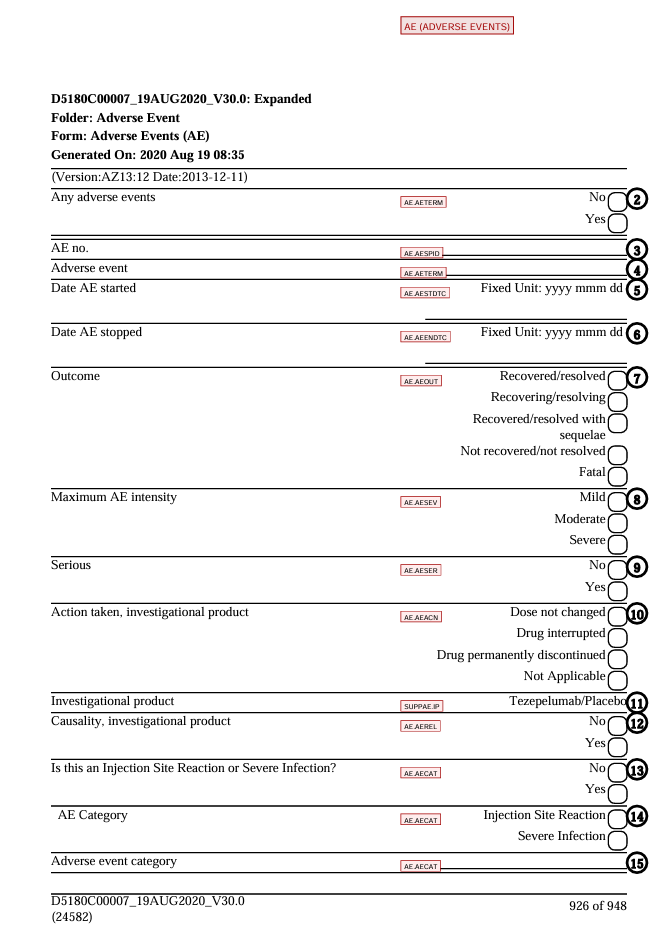 AE (ADVERSE EVENTS)
D5180C00007_19AUG2020_V30.0: Expanded
Folder: Adverse Event
Form: Adverse Events (AE)
Generated On: 2020 Aug 19 08:35
(Version:AZ13:12 Date:2013-12-11)
Any adverse events AE.AETERM No 2
Yes
AE no. AE.AESPID 3
Adverse event AE.AETERM 4
Date AE started AE.AESTDTC Fixed Unit: yyyy mmm dd 5
Date AE stopped AE.AEENDTC Fixed Unit: yyyy mmm dd 6
Outcome AE.AEOUT Recovered/resolved 7
Recovering/resolving
Recovered/resolved with
sequelae
Not recovered/not resolved
Fatal
Maximum AE intensity AE.AESEV Mild 8
Moderate
Severe
Serious AE.AESER No 9
Yes
Action taken, investigational product AE.AEACN Dose not changed 10
Drug interrupted
Drug permanently discontinued
Not Applicable
Investigational product SUPPAE.IP Tezepelumab/Placebo 11
Causality, investigational product AE.AEREL No 12
Yes
Is this an Injection Site Reaction or Severe Infection? AE.AECAT No 13
Yes
AE Category AE.AECAT Injection Site Reaction 14
Severe Infection
Adverse event category AE.AECAT 15
D5180C00007_19AUG2020_V30.0
(24582)
926 of 948